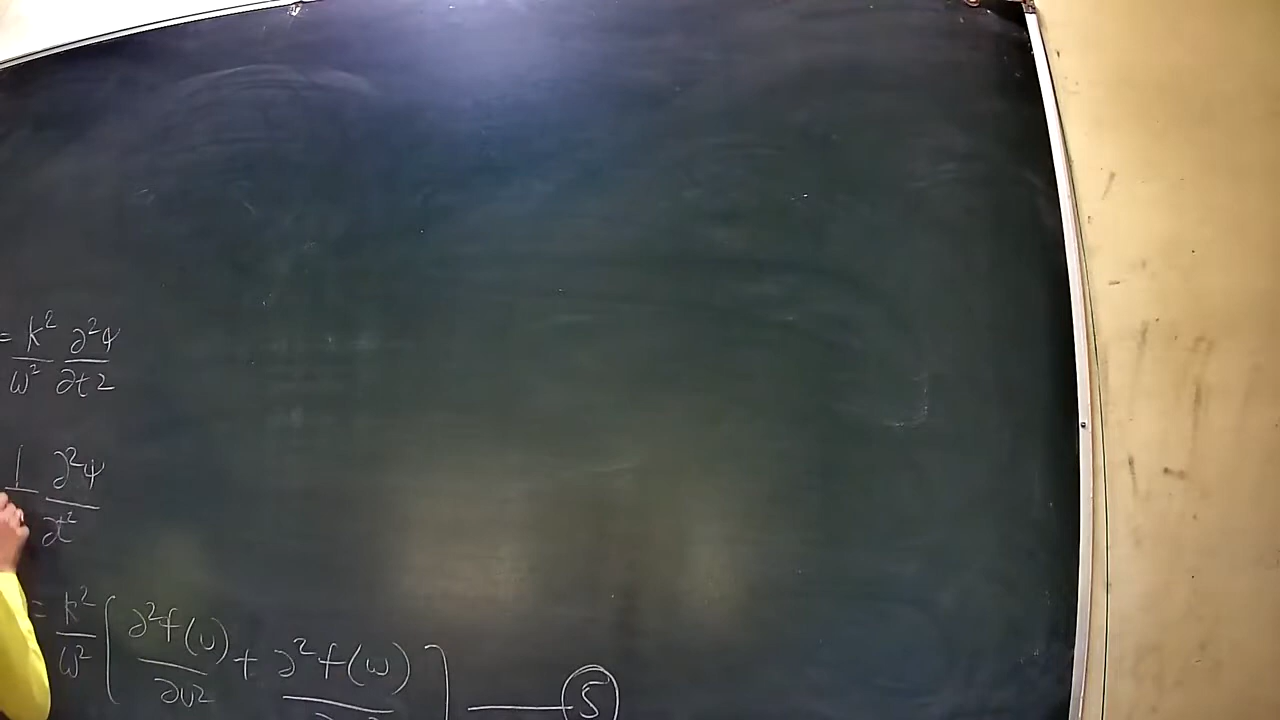 = k² ∂²ψ
ω² ∂t2
1 ∂²ψ
∂t²
= k² [ ∂²f(u) + ∂²f(w) ] —— ⑤
ω² ∂u2